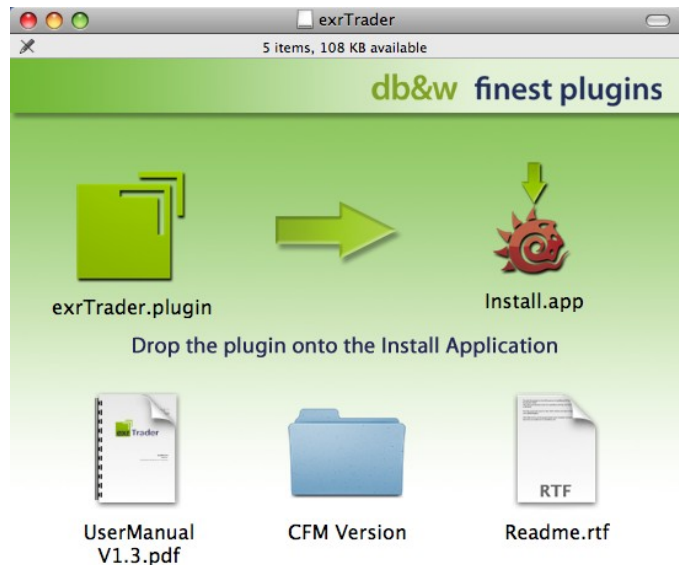 exrTrader
5 items, 108 KB available
db&w finest plugins
exrTrader.plugin
Install.app
Drop the plugin onto the Install Application
exrTrader
RTF
UserManual
V1.3.pdf
CFM Version
Readme.rtf